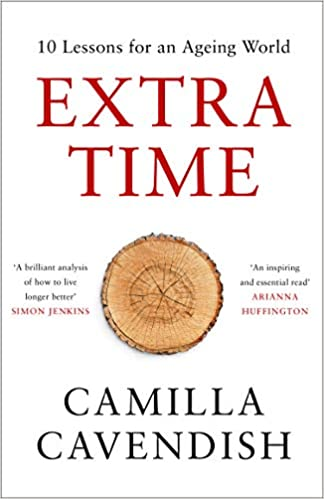 10 Lessons for an Ageing World
EXTRA
TIME
'A brilliant analysis
of how to live
longer better'
SIMON JENKINS
'An inspiring
and essential read'
ARIANNA
HUFFINGTON
CAMILLA
CAVENDISH